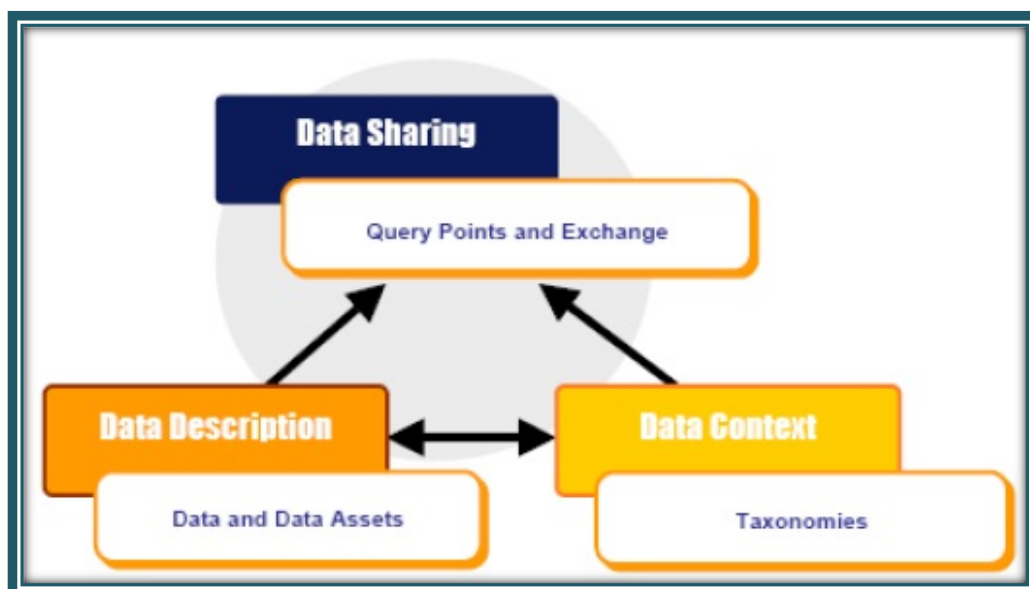 Data Sharing
Query Points and Exchange
Data Description
Data Context
Data and Data Assets
Taxonomies